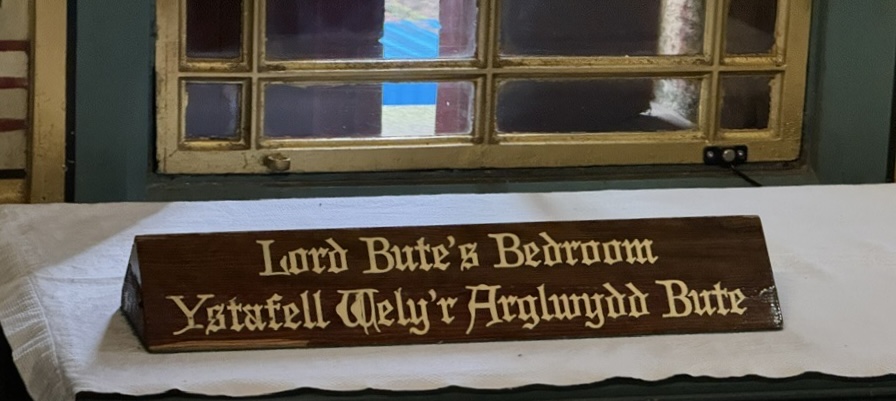 Lord Bute's Bedroom
Ystafell Wely'r Arglwydd Bute